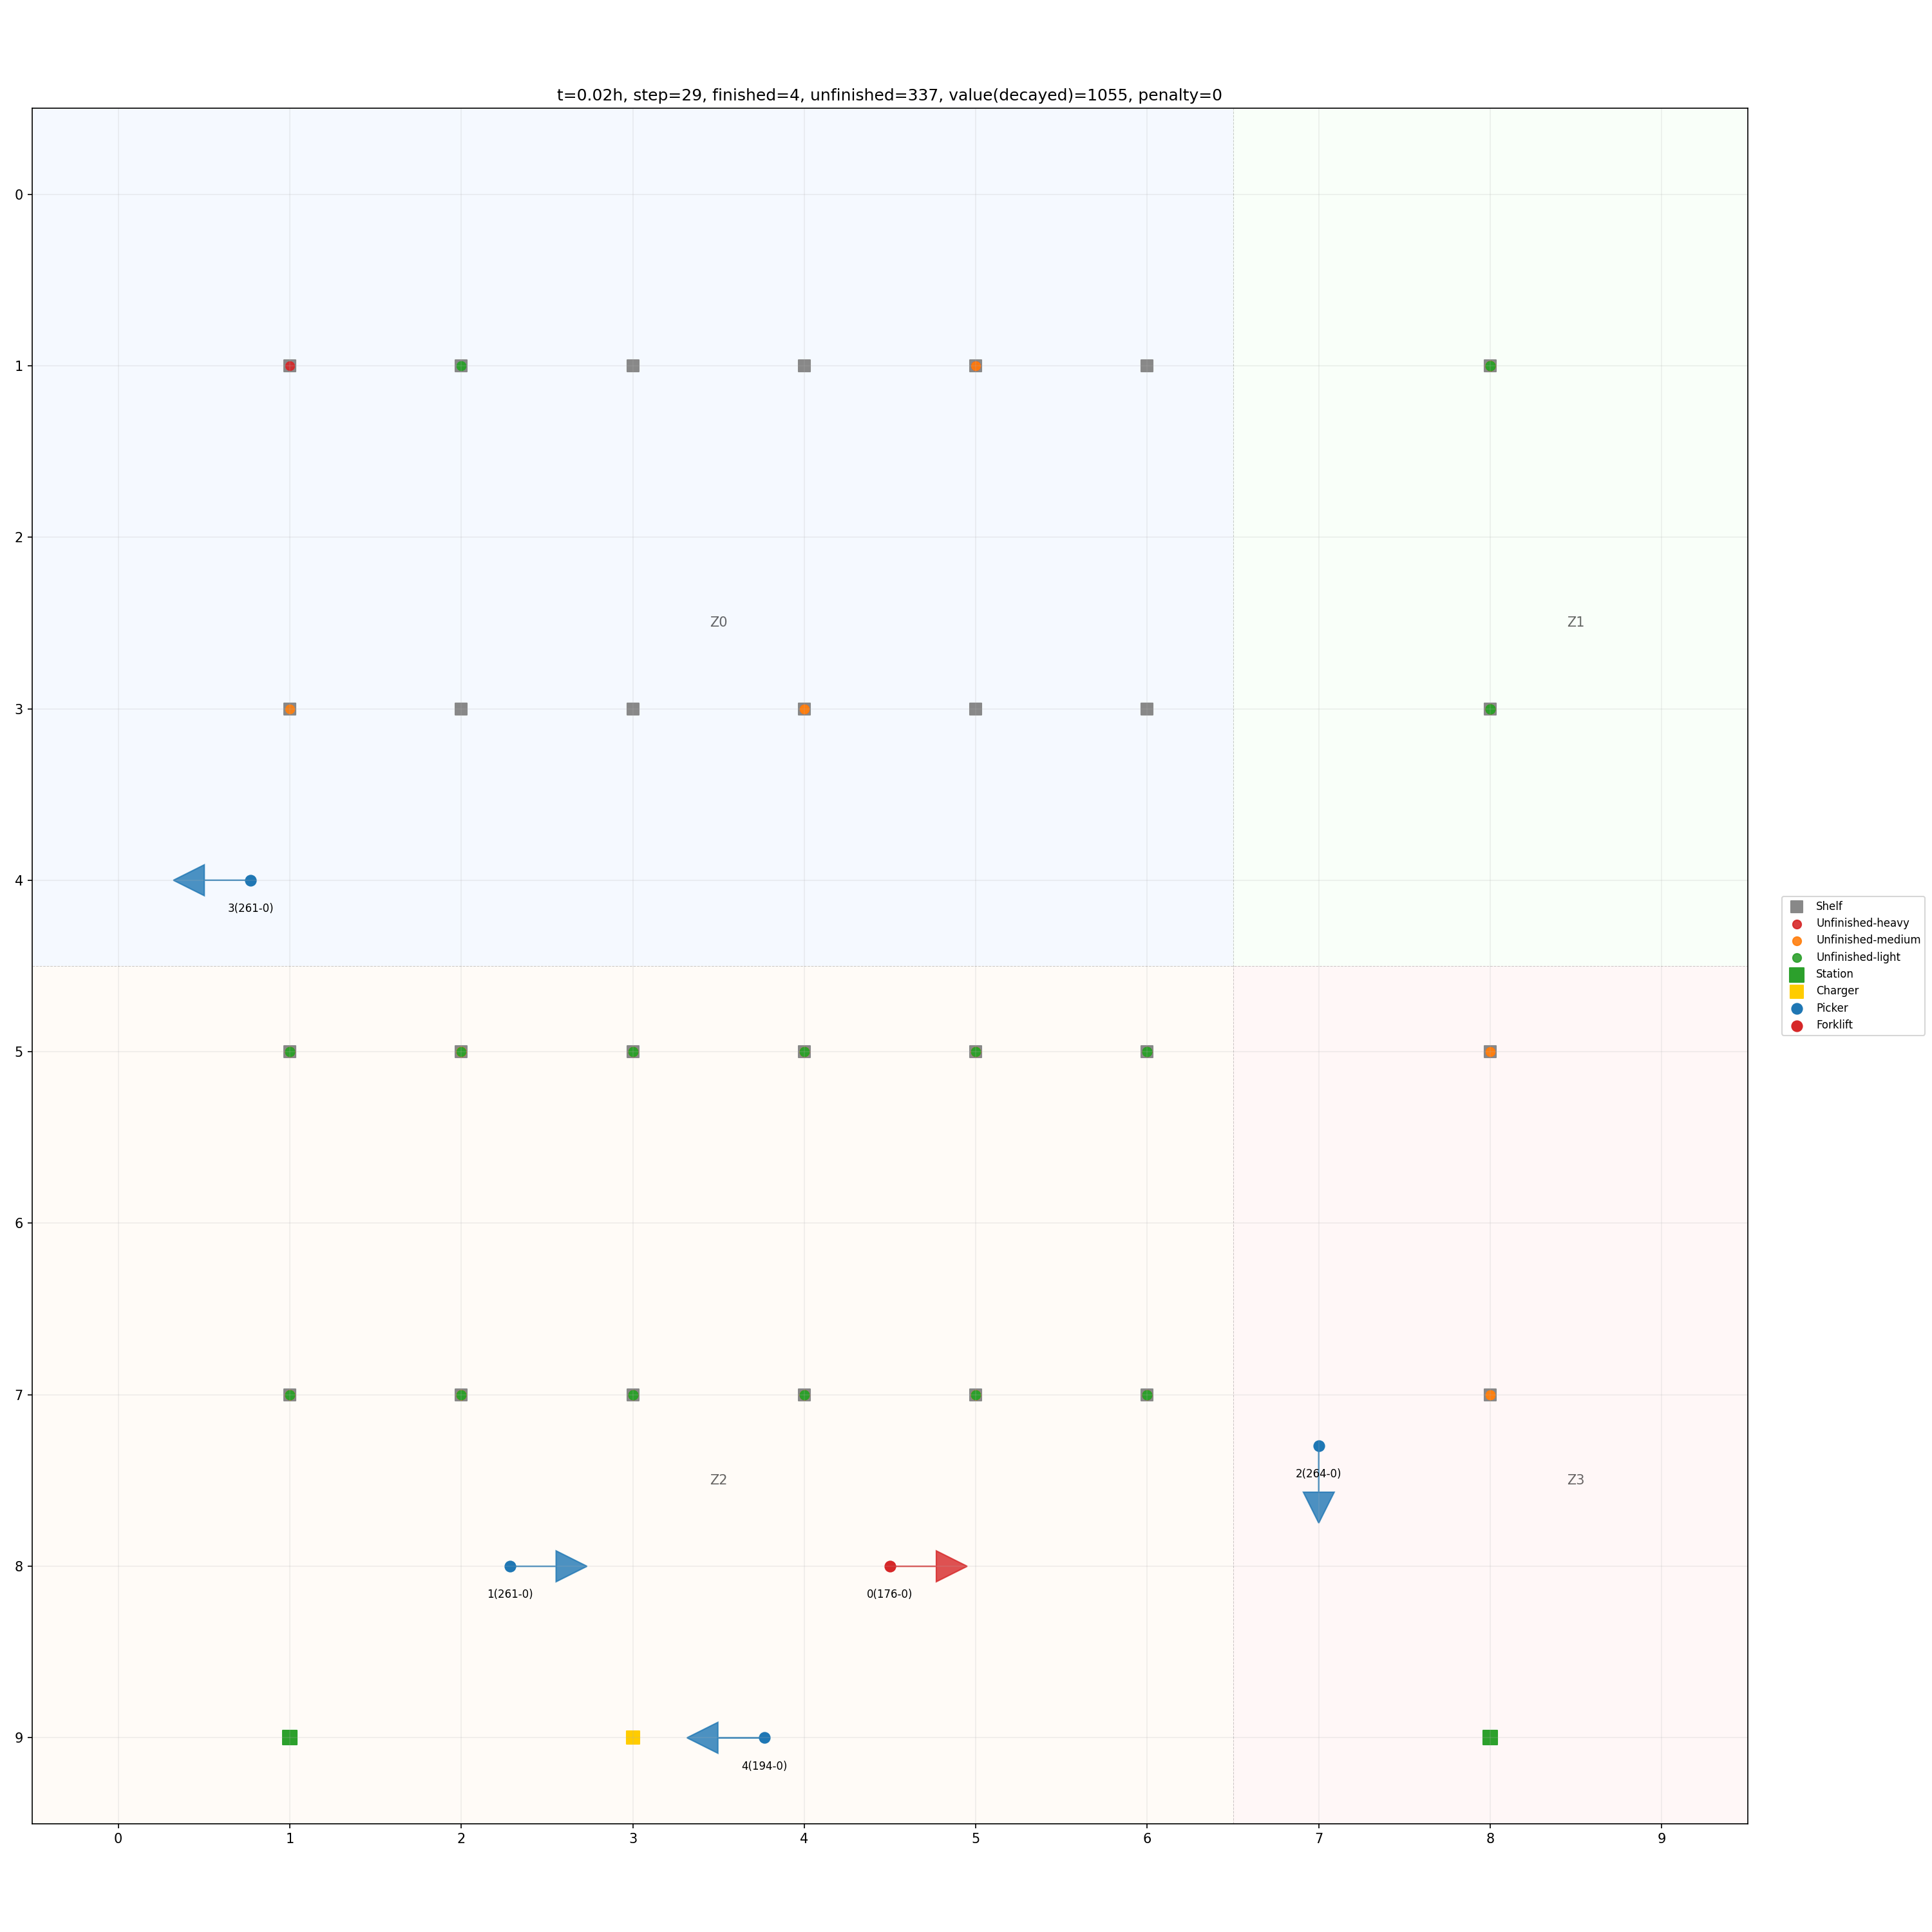 t=0.02h, step=29, finished=4, unfinished=337, value(decayed)=1055, penalty=0
0
1
2
Z0
Z1
3
4
3(261-0)
Shelf
Unfinished-heavy
Unfinished-medium
Unfinished-light
Station
Charger
Picker
Forklift
5
6
7
2(264-0)
Z2
Z3
8
1(261-0)
0(176-0)
9
4(194-0)
0 1 2 3 4 5 6 7 8 9